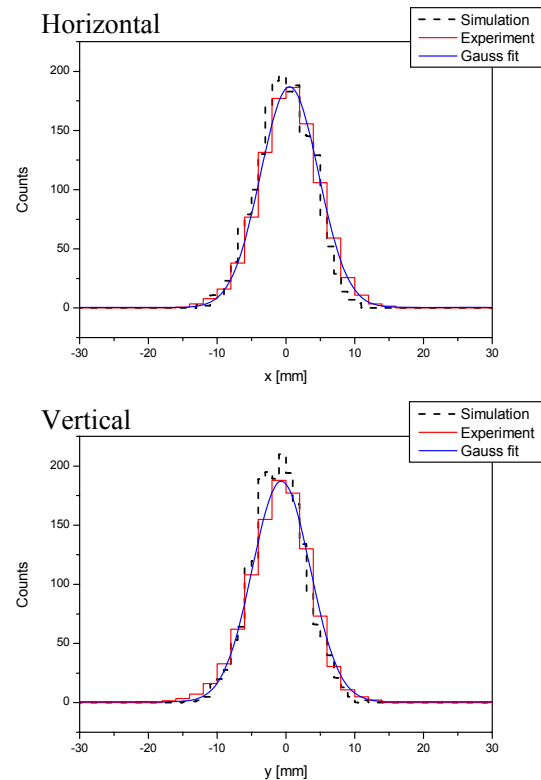 Horizontal
Simulation
Experiment
Gauss fit
200
150
100
50
0
Counts
-30 -20 -10 0 10 20 30
x [mm]
Vertical
Simulation
Experiment
Gauss fit
200
150
100
50
0
Counts
-30 -20 -10 0 10 20 30
y [mm]